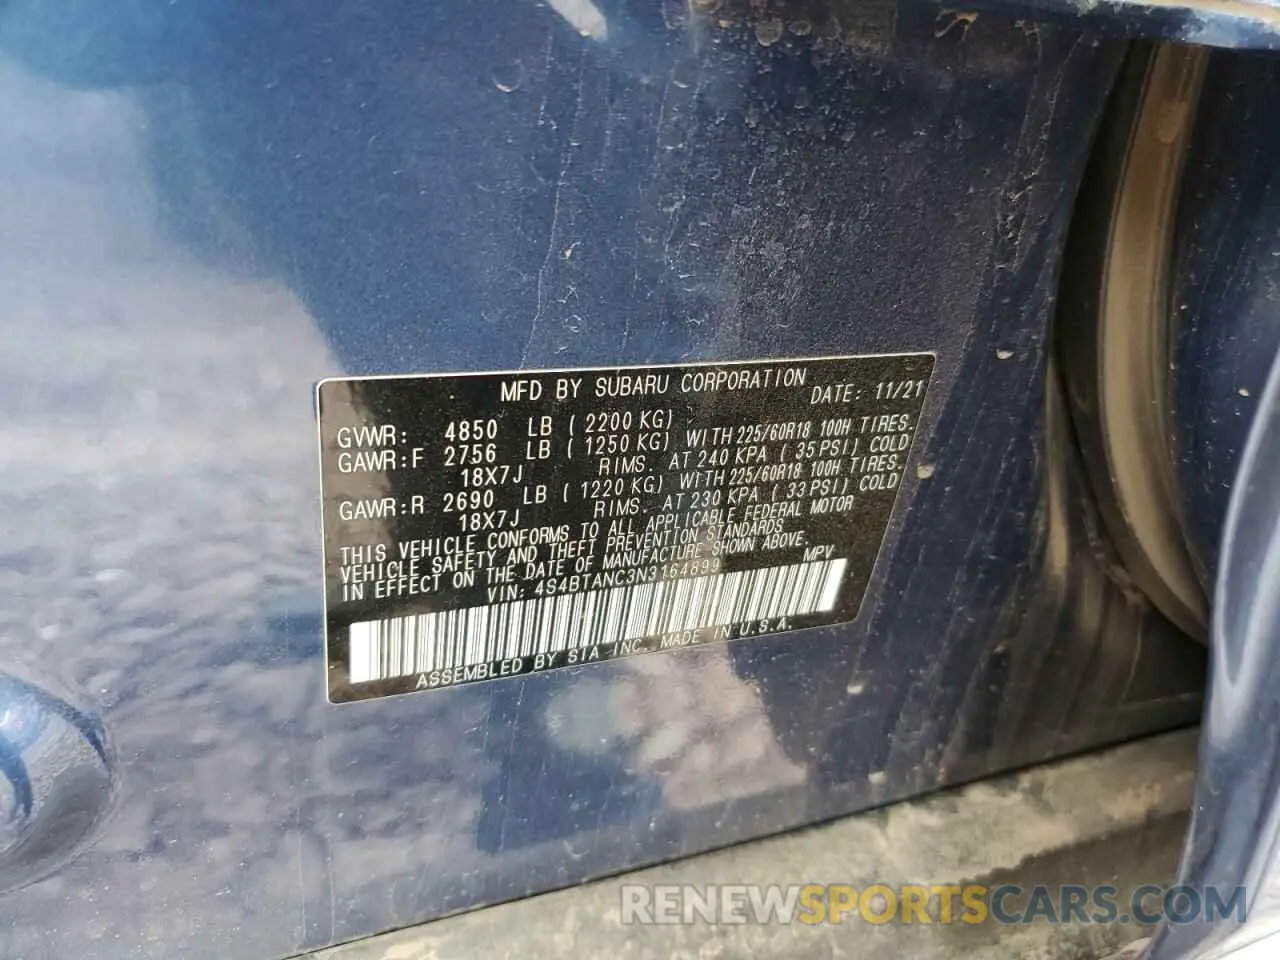 MFD BY SUBARU CORPORATION
DATE: 11/21
GVWR: 4850 LB ( 2200 KG)
GAWR:F 2756 LB ( 1250 KG) WITH 225/60R18 100H TIRES.
18X7J RIMS. AT 240 KPA ( 35 PSI) COLD
GAWR:R 2690 LB ( 1220 KG) WITH 225/60R18 100H TIRES.
18X7J RIMS. AT 230 KPA ( 33 PSI) COLD
THIS VEHICLE CONFORMS TO ALL APPLICABLE FEDERAL MOTOR
VEHICLE SAFETY AND THEFT PREVENTION STANDARDS
IN EFFECT ON THE DATE OF MANUFACTURE SHOWN ABOVE.
VIN: 4S4BTANC3N3164899 MPV
ASSEMBLED BY SIA INC. MADE IN U.S.A.
RENEWSPORTSCARS.COM